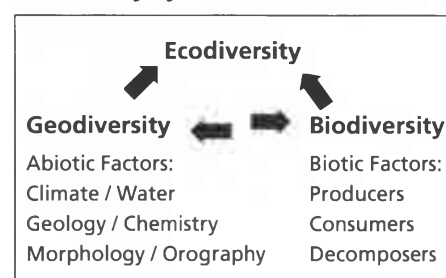 Ecodiversity
Geodiversity
Abiotic Factors:
Climate / Water
Geology / Chemistry
Morphology / Orography
Biodiversity
Biotic Factors:
Producers
Consumers
Decomposers